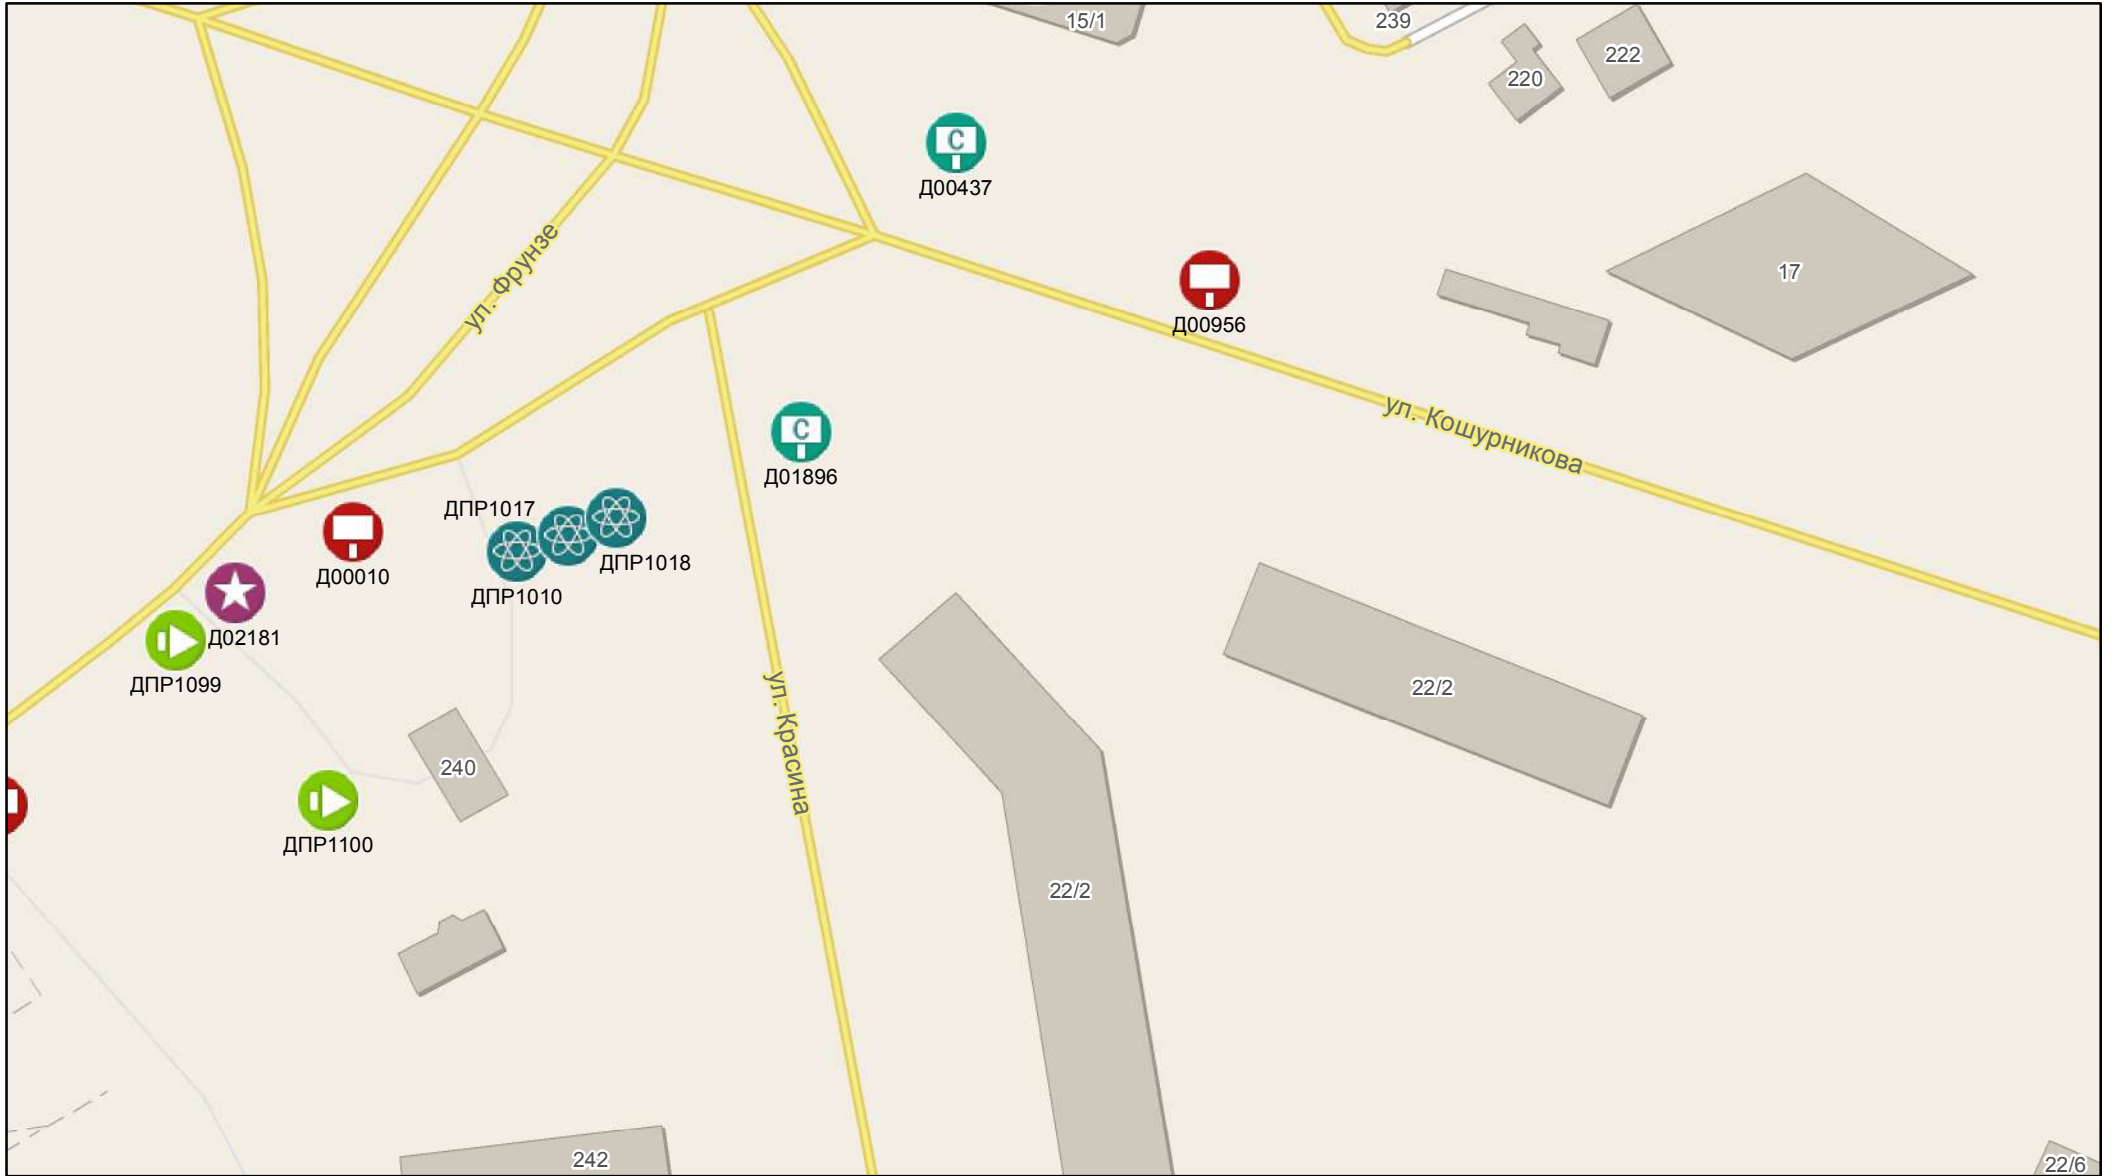 15/1
239
222
220
С
Д00437
ул. Фрунзе
17
Д00956
ул. Кошурникова
С
Д01896
ДПР1017
ДПР1018
Д00010
ДПР1010
Д02181
ДПР1099
ул. Красина
22/2
240
ДПР1100
22/2
242
22/6